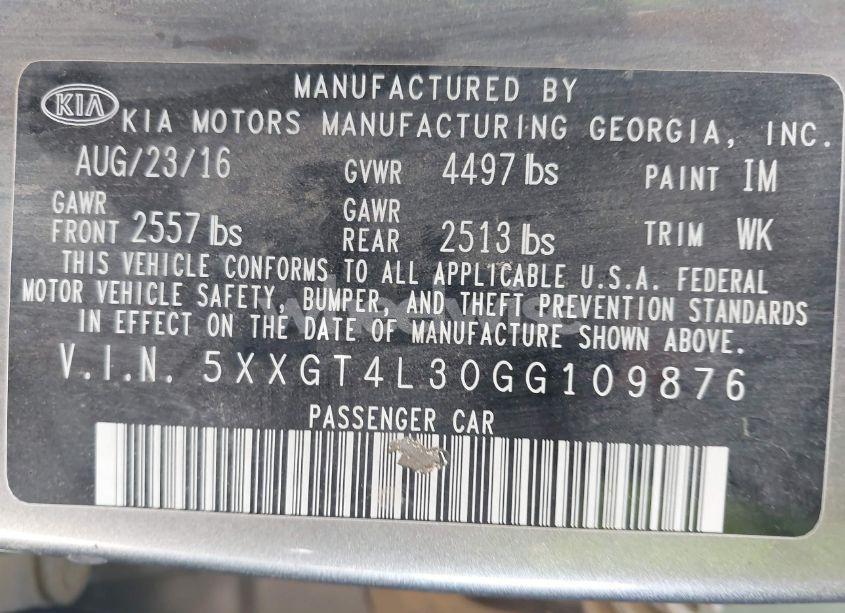 MANUFACTURED BY
KIA KIA MOTORS MANUFACTURING GEORGIA, INC.
AUG/23/16 GVWR 4497 lbs PAINT IM
GAWR FRONT 2557 lbs GAWR REAR 2513 lbs TRIM WK
THIS VEHICLE CONFORMS TO ALL APPLICABLE U.S.A. FEDERAL
MOTOR VEHICLE SAFETY, BUMPER, AND THEFT PREVENTION STANDARDS
IN EFFECT ON THE DATE OF MANUFACTURE SHOWN ABOVE.
V.I.N. 5XXGT4L30GG109876
PASSENGER CAR